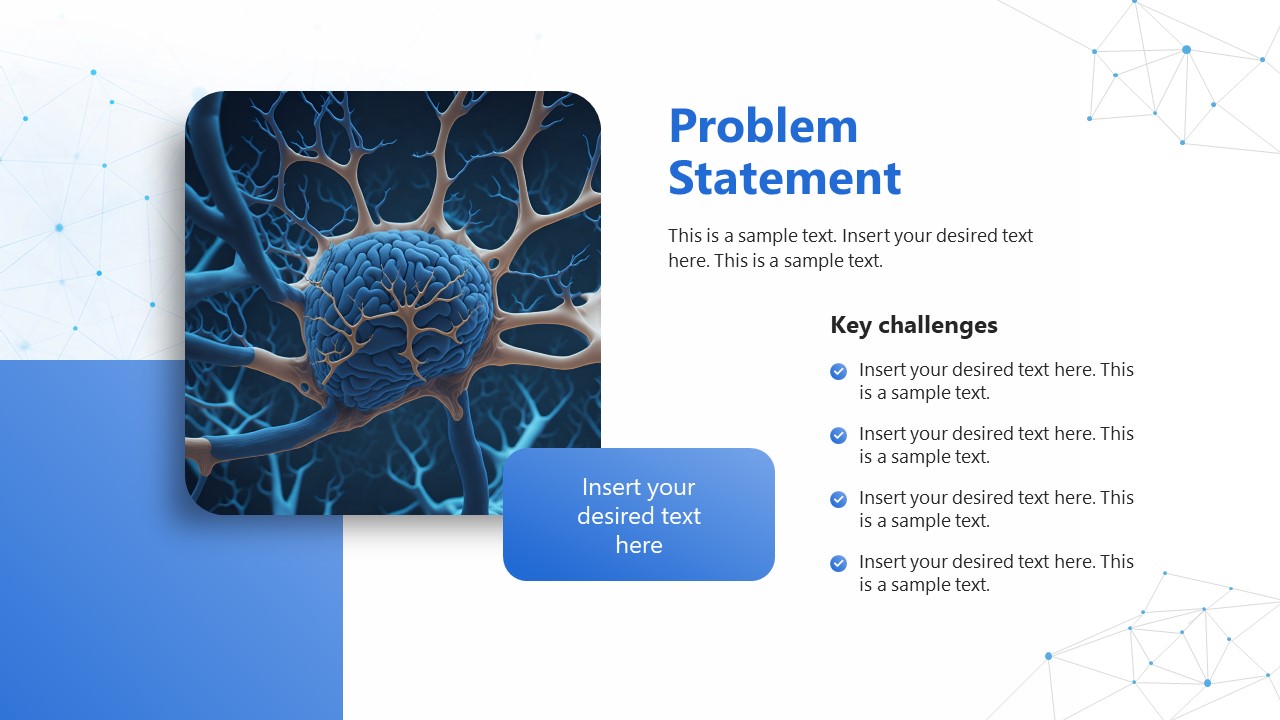 Problem
Statement
This is a sample text. Insert your desired text
here. This is a sample text.
Key challenges
Insert your desired text here. This
is a sample text.
Insert your desired text here. This
is a sample text.
Insert your desired text here. This
is a sample text.
Insert your desired text here. This
is a sample text.
Insert your
desired text
here